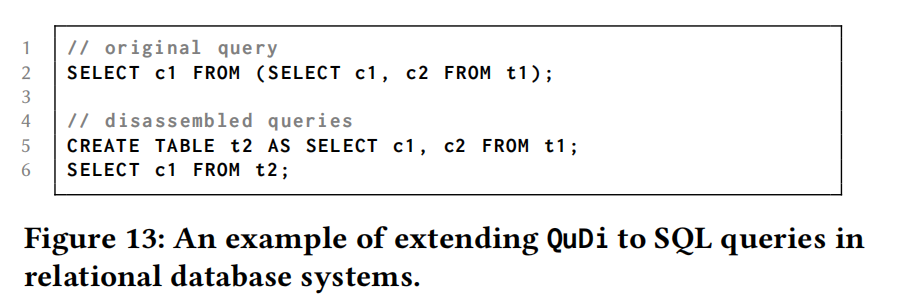 1 // original query
2 SELECT c1 FROM (SELECT c1, c2 FROM t1);
3
4 // disassembled queries
5 CREATE TABLE t2 AS SELECT c1, c2 FROM t1;
6 SELECT c1 FROM t2;
Figure 13: An example of extending QuDi to SQL queries in
relational database systems.